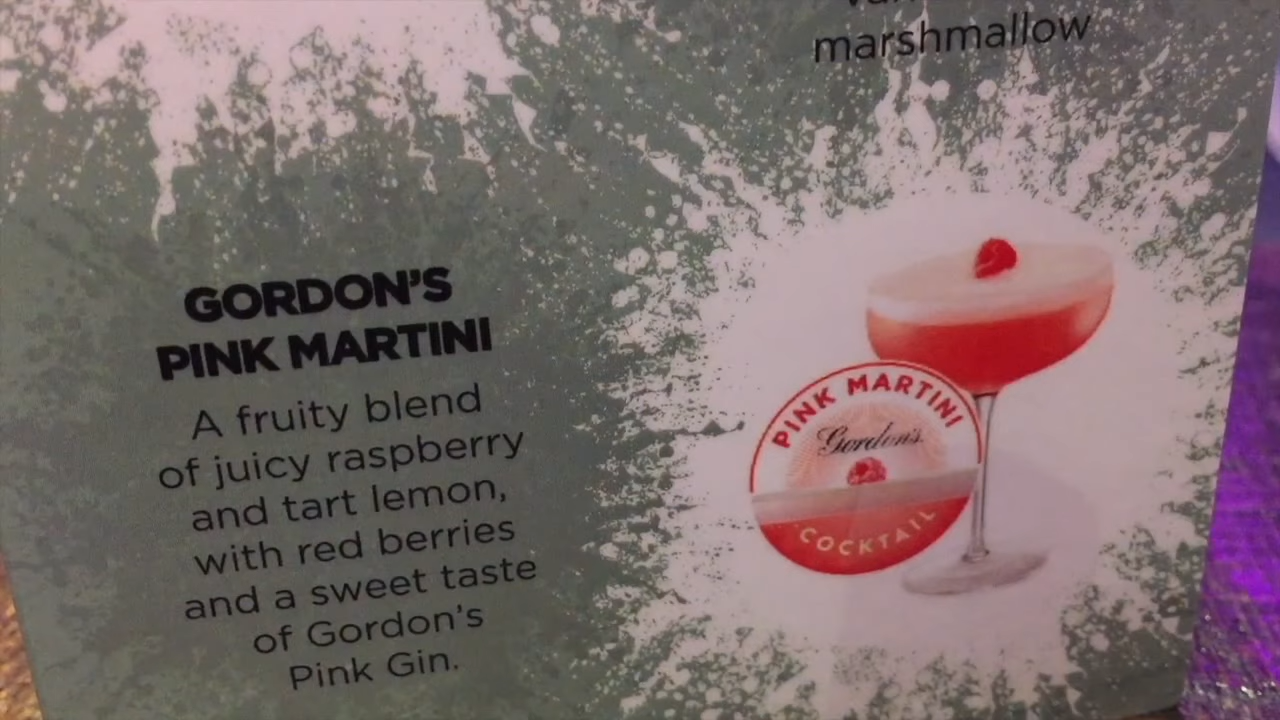 marshmallow
GORDON'S
PINK MARTINI
A fruity blend
of juicy raspberry
and tart lemon,
with red berries
and a sweet taste
of Gordon's
Pink Gin.
PINK MARTINI
Gordon's
COCKTAIL